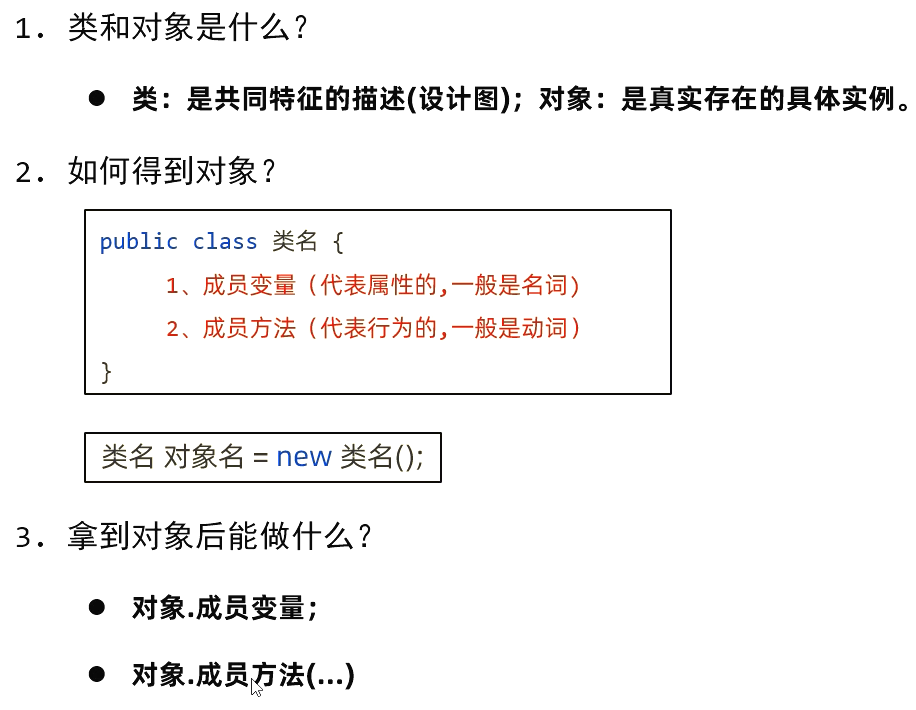 1. 类和对象是什么?
● 类：是共同特征的描述(设计图)；对象：是真实存在的具体实例。
2. 如何得到对象?
public class 类名 {
1、成员变量（代表属性的,一般是名词)
2、成员方法（代表行为的,一般是动词)
}
类名 对象名 = new 类名();
3. 拿到对象后能做什么?
● 对象.成员变量；
● 对象.成员方法(...)